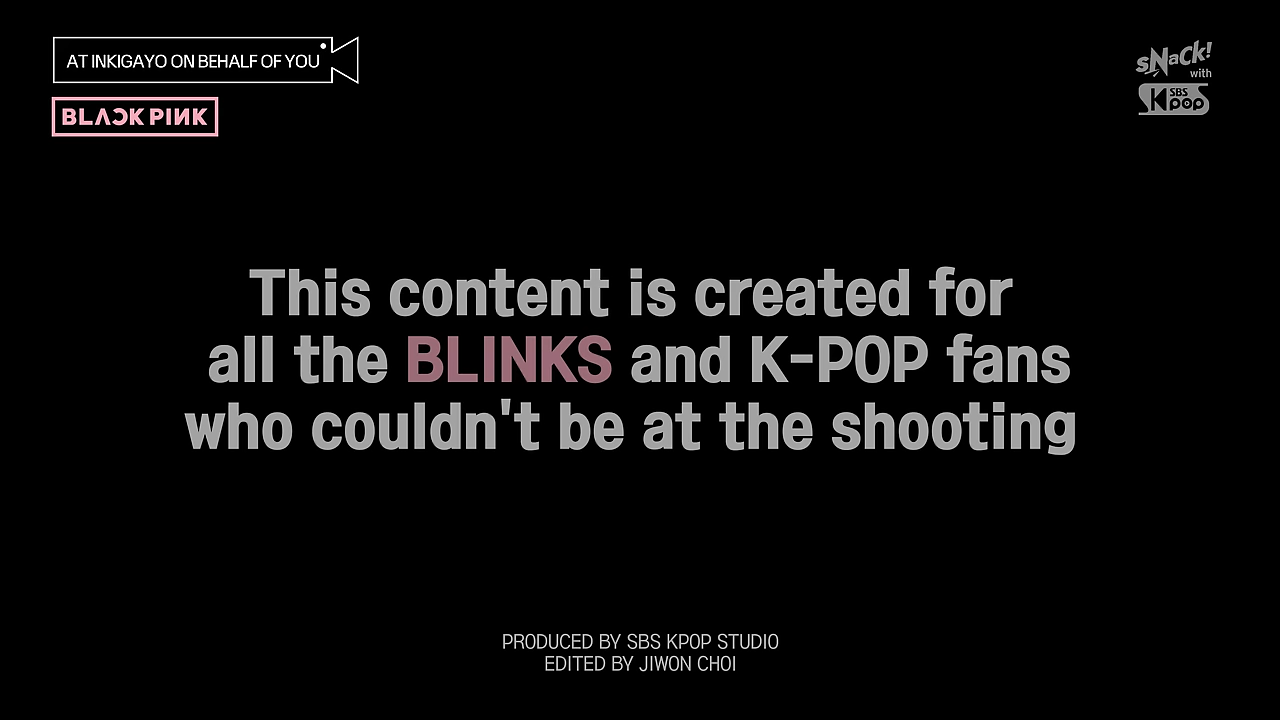 AT INKIGAYO ON BEHALF OF YOU
BLACKPINK
sNack!
with
SBS
Kpop
This content is created for
all the BLINKS and K-POP fans
who couldn't be at the shooting
PRODUCED BY SBS KPOP STUDIO
EDITED BY JIWON CHOI